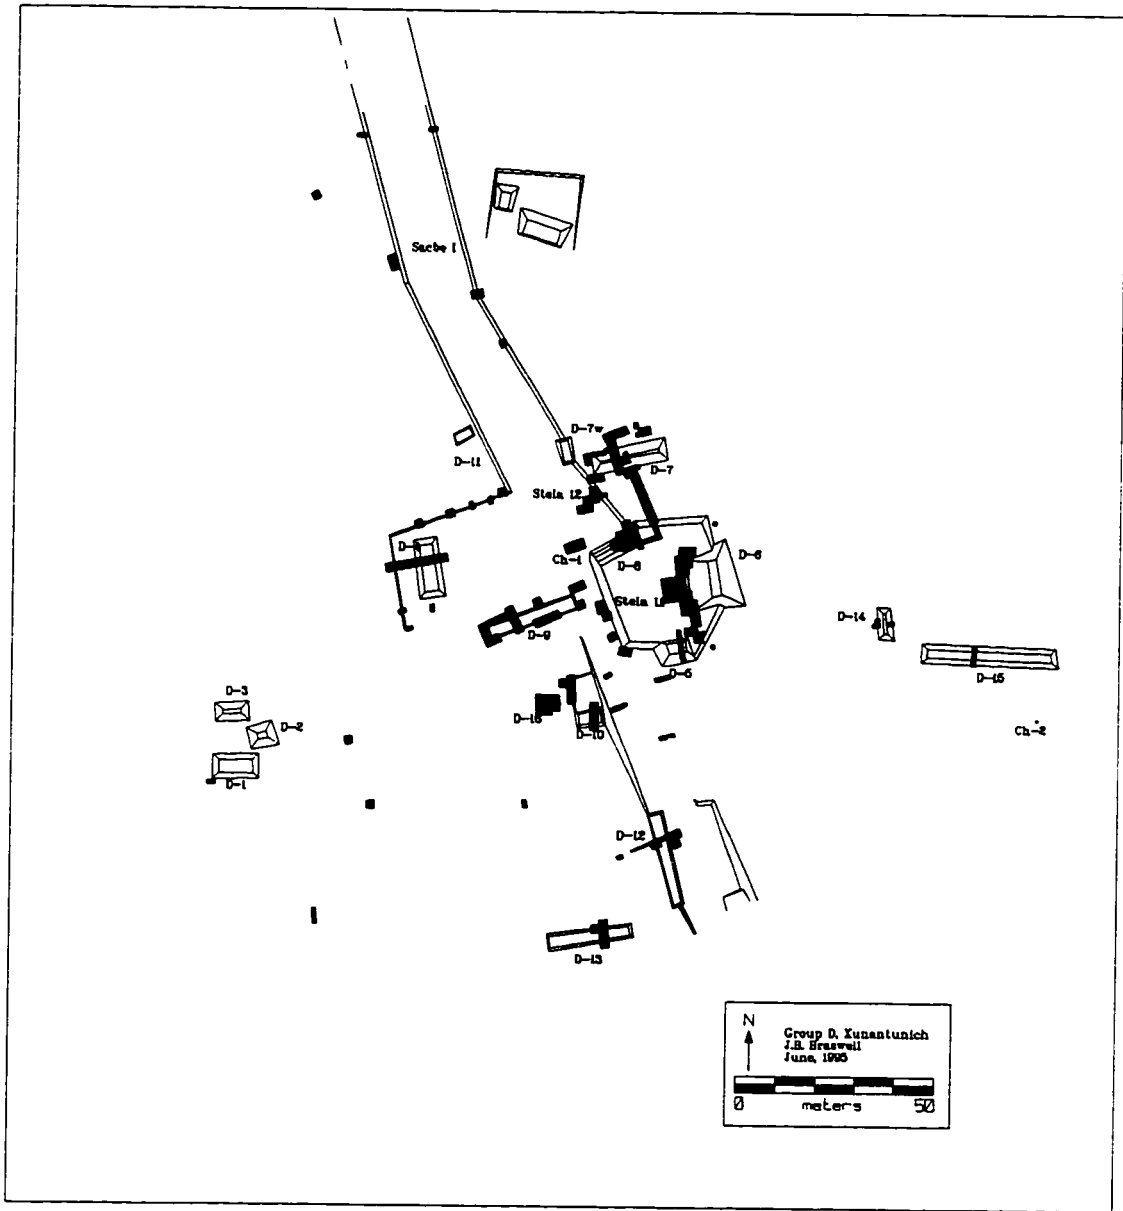 Sacbe I
D-7w
D-11
D-7
Stela 12
D-8
Ch-1
D-8
D-6
Stela 11
D-14
D-9
D-5
D-15
D-3
D-16
D-2
D-10
Ch-2
D-1
D-12
D-13
N
Group D, Xunantunich
J.B. Braswell
June, 1995
0 meters 50